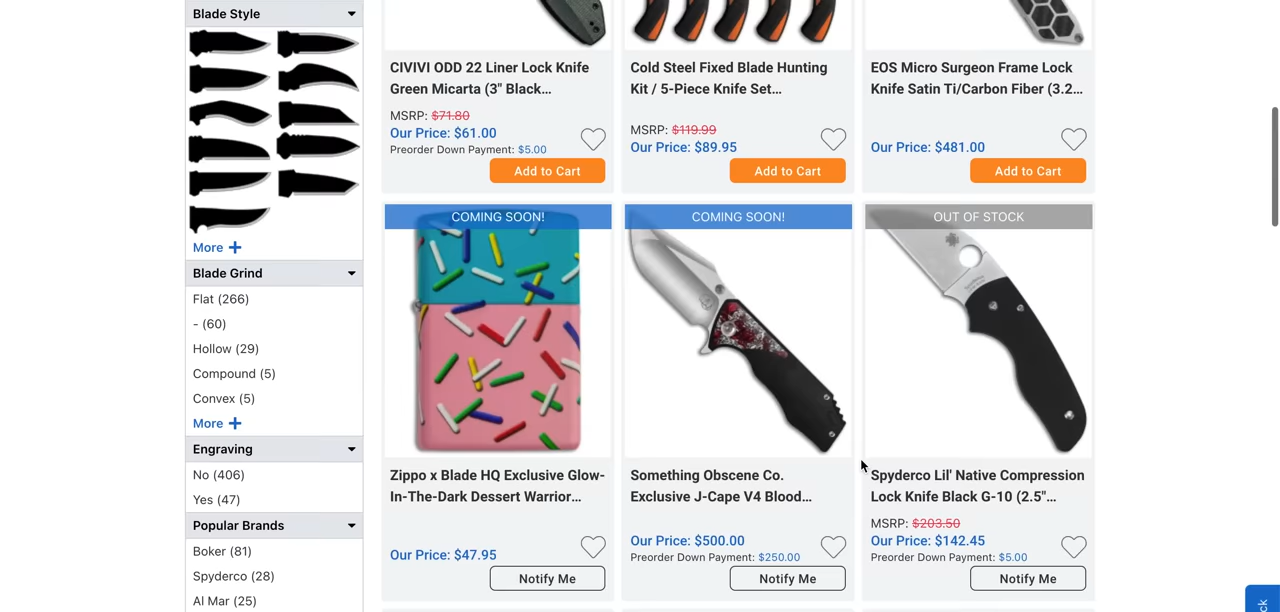 Blade Style
More +
Blade Grind
Flat (266)
- (60)
Hollow (29)
Compound (5)
Convex (5)
More +
Engraving
No (406)
Yes (47)
Popular Brands
Boker (81)
Spyderco (28)
Al Mar (25)
CIVIVI ODD 22 Liner Lock Knife
Green Micarta (3" Black...
MSRP: $71.80
Our Price: $61.00
Preorder Down Payment: $5.00
Add to Cart
Cold Steel Fixed Blade Hunting
Kit / 5-Piece Knife Set...
MSRP: $119.99
Our Price: $89.95
Add to Cart
EOS Micro Surgeon Frame Lock
Knife Satin Ti/Carbon Fiber (3.2...
Our Price: $481.00
Add to Cart
COMING SOON!
Zippo x Blade HQ Exclusive Glow-
In-The-Dark Dessert Warrior...
Our Price: $47.95
Notify Me
COMING SOON!
Something Obscene Co.
Exclusive J-Cape V4 Blood...
Our Price: $500.00
Preorder Down Payment: $250.00
Notify Me
OUT OF STOCK
Spyderco Lil' Native Compression
Lock Knife Black G-10 (2.5"...
MSRP: $203.50
Our Price: $142.45
Preorder Down Payment: $5.00
Notify Me